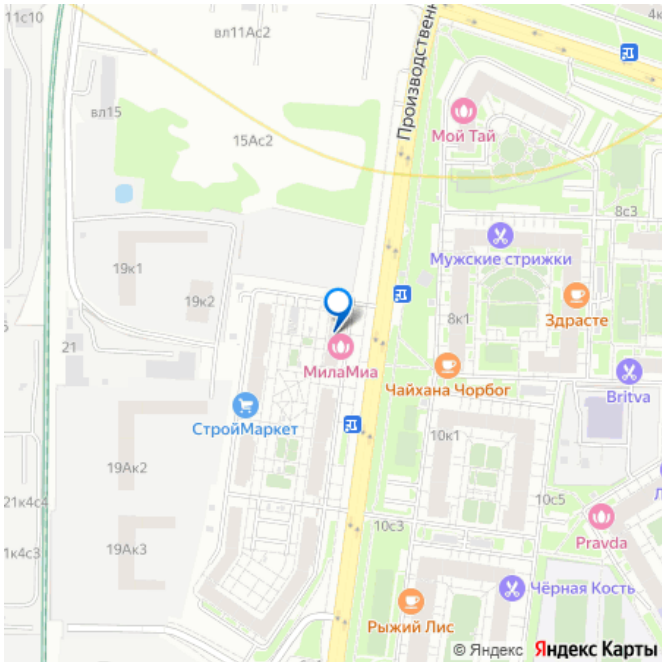 11с10
вл11Ас2
4к
Производственн
вл15
Мой Тай
15Ас2
8с3
Мужские стрижки
19к1
19к2
Здрасте
8к1
21
МилаМиа
Чайхана Чорбог
Britva
СтройМаркет
10к1
19Ак2
21к4с4
10с5
Л
10с3
Pravda
1к4с3
19Ак3
Чёрная Кость
Рыжий Лис
© Яндекс Яндекс Карты